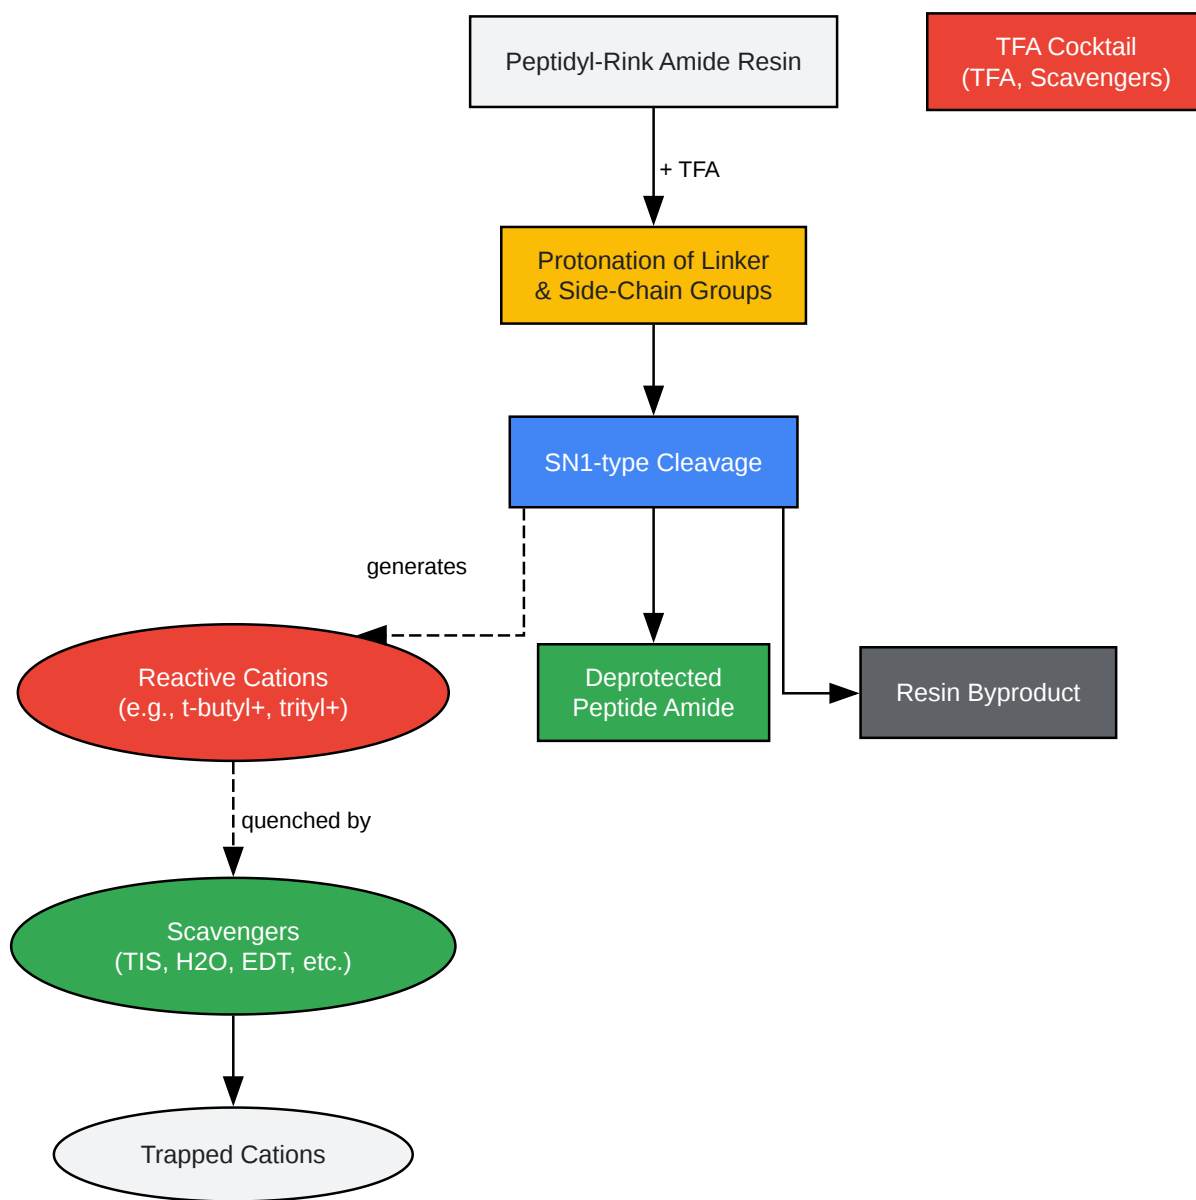 Peptidyl-Rink Amide Resin
TFA Cocktail
(TFA, Scavengers)
+ TFA
Protonation of Linker
& Side-Chain Groups
SN1-type Cleavage
generates
Reactive Cations
(e.g., t-butyl+, trityl+)
Deprotected
Peptide Amide
Resin Byproduct
quenched by
Scavengers
(TIS, H2O, EDT, etc.)
Trapped Cations